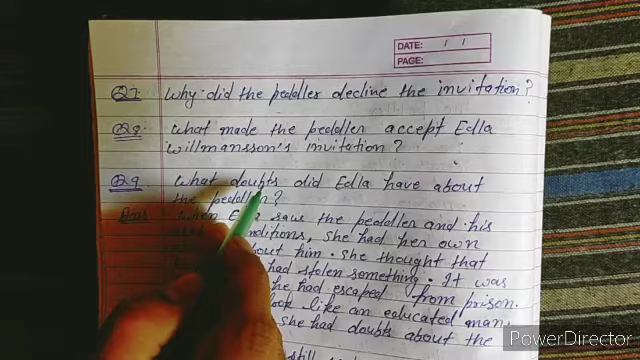 DATE: / /
PAGE:
Q7 Why did the peddler decline the invitation?
Q8. What made the peddler accept Edla
Willmansson's invitation?
Q9 What doubts did Edla have about
the peddler?
Ans When saw the peddler and his
conditions, she had her own
about him. She thought that
had stolen something. It was
he had escaped from prison.
look like an educated man,
she had doubts about the
still
PowerDirector